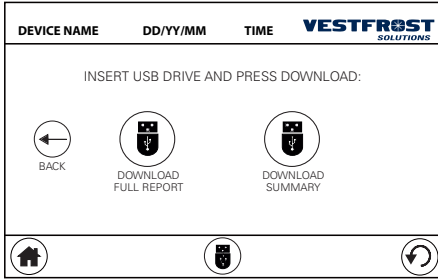 DEVICE NAME DD/YY/MM TIME VESTFROST
SOLUTIONS
INSERT USB DRIVE AND PRESS DOWNLOAD:
BACK
DOWNLOAD
FULL REPORT
DOWNLOAD
SUMMARY